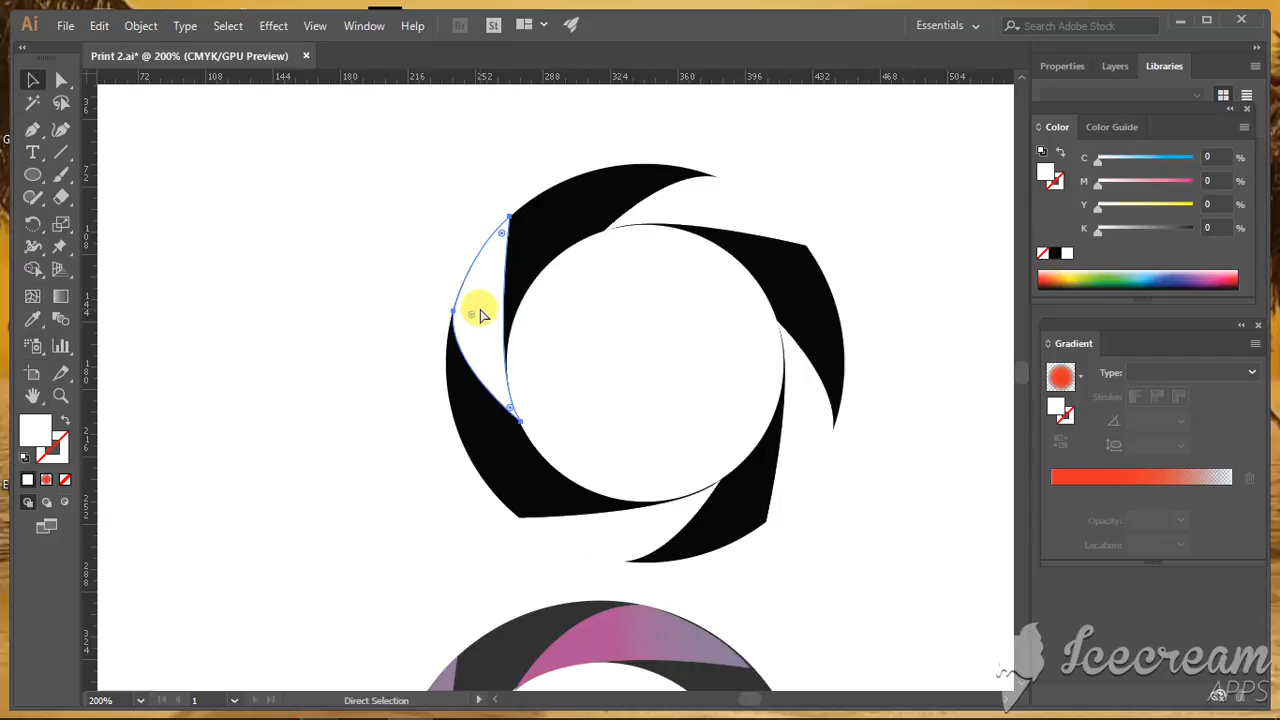 Ai File Edit Object Type Select Effect View Window Help Br St Essentials Search Adobe Stock
Print 2.ai* @ 200% (CMYK/GPU Preview) ×
Properties Layers Libraries
72 108 144 180 216 252 288 324 360 396 432 468 504
Color Color Guide
C 0 %
M 0 %
Y 0 %
K 0 %
Gradient
Type:
Stroke:
Opacity:
Location:
200% 1 Direct Selection
Icecream
APPS